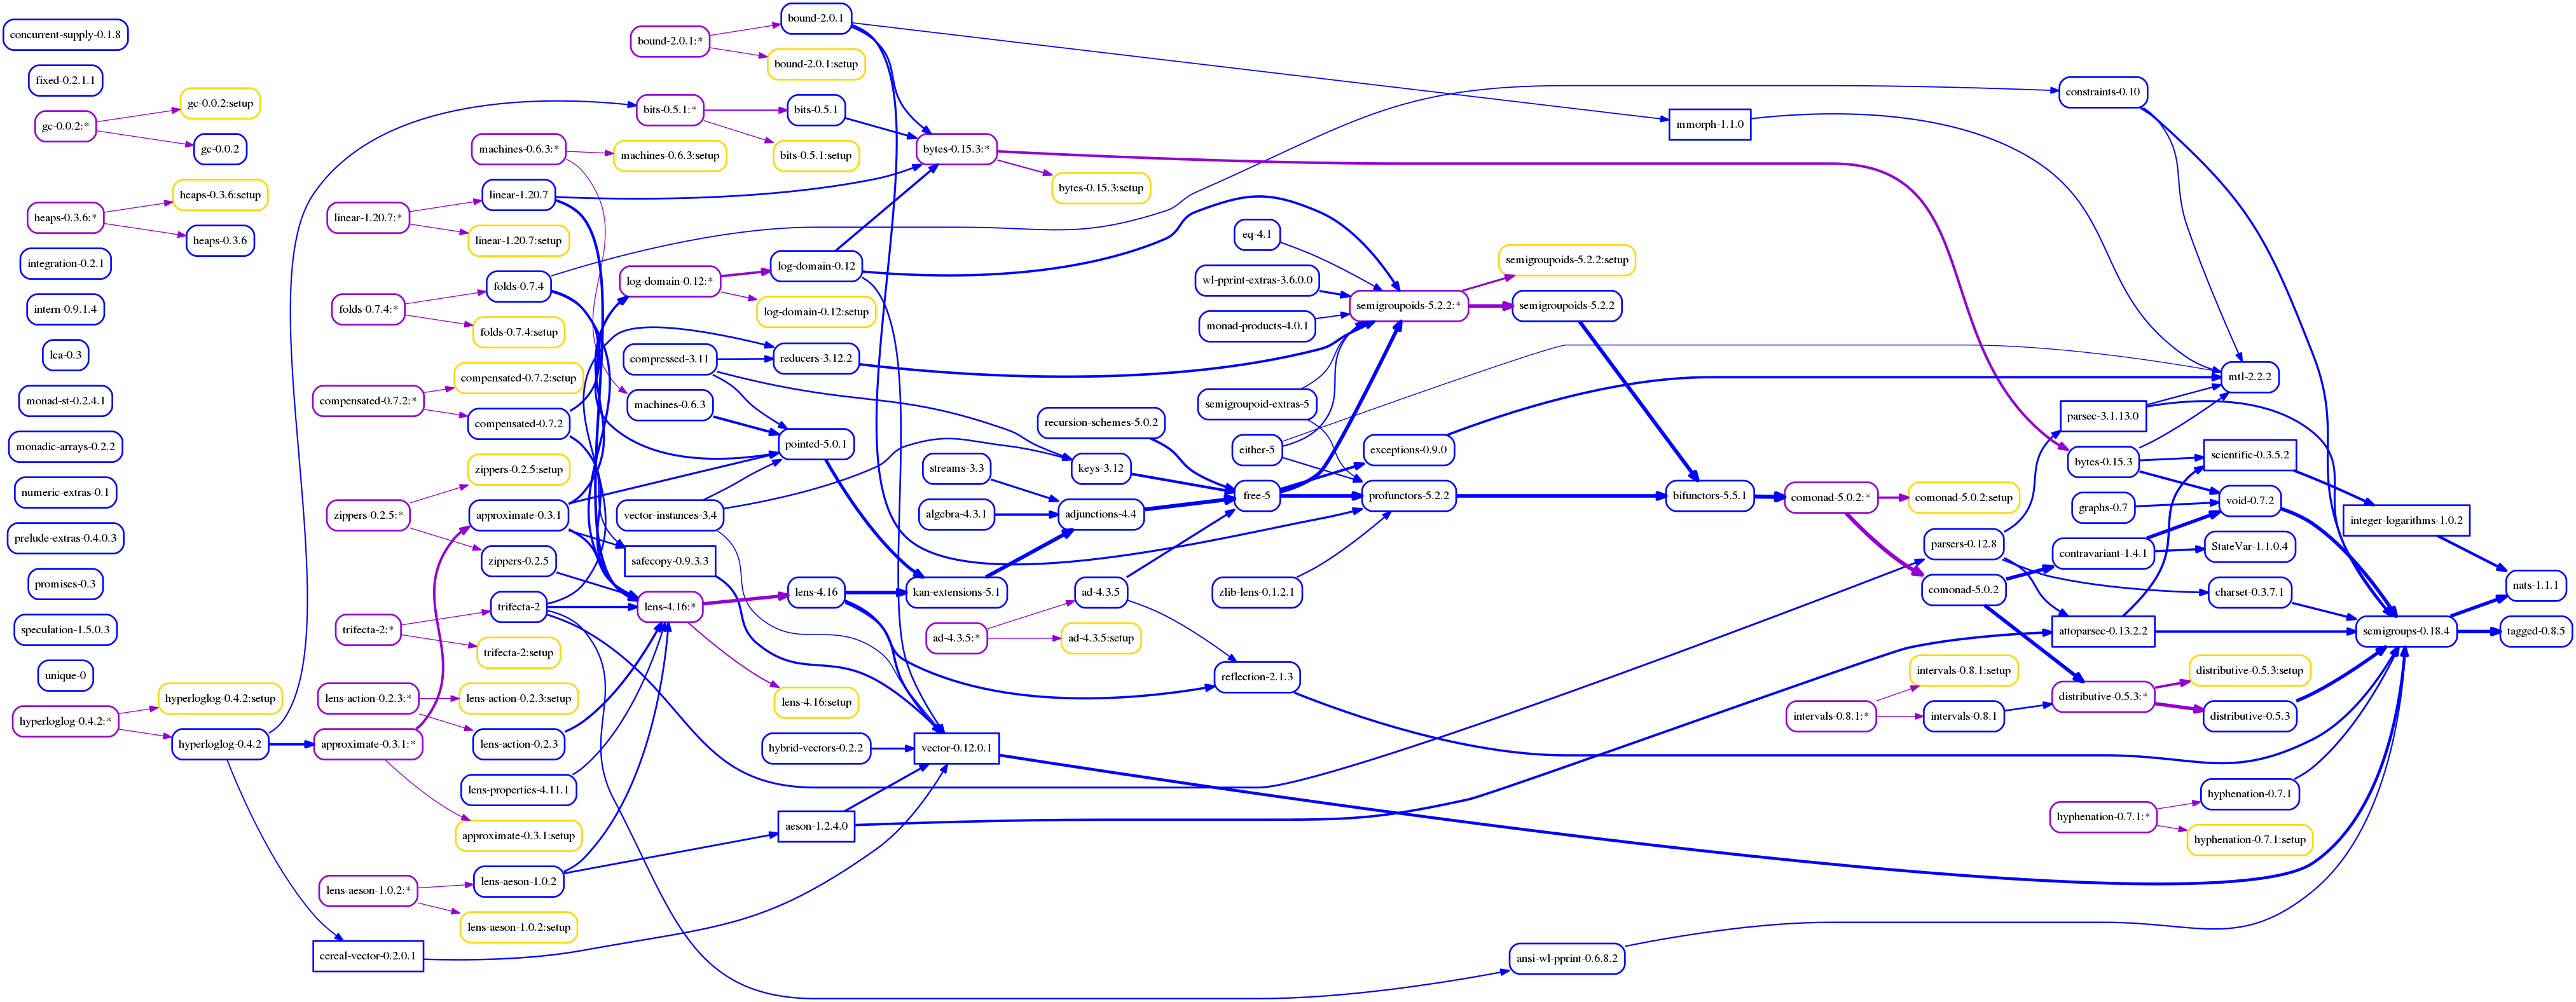 concurrent-supply-0.1.8
fixed-0.2.1.1
gc-0.0.2:*
gc-0.0.2:setup
gc-0.0.2
heaps-0.3.6:*
heaps-0.3.6:setup
heaps-0.3.6
integration-0.2.1
intern-0.9.1.4
lca-0.3
monad-st-0.2.4.1
monadic-arrays-0.2.2
numeric-extras-0.1
prelude-extras-0.4.0.3
promises-0.3
speculation-1.5.0.3
unique-0
hyperloglog-0.4.2:*
hyperloglog-0.4.2:setup
hyperloglog-0.4.2
linear-1.20.7:*
folds-0.7.4:*
compensated-0.7.2:*
zippers-0.2.5:*
trifecta-2:*
lens-action-0.2.3:*
approximate-0.3.1:*
lens-aeson-1.0.2:*
cereal-vector-0.2.0.1
machines-0.6.3:*
linear-1.20.7
linear-1.20.7:setup
folds-0.7.4
folds-0.7.4:setup
compensated-0.7.2:setup
compensated-0.7.2
zippers-0.2.5:setup
approximate-0.3.1
zippers-0.2.5
trifecta-2
trifecta-2:setup
lens-action-0.2.3:setup
lens-action-0.2.3
lens-properties-4.11.1
approximate-0.3.1:setup
lens-aeson-1.0.2
lens-aeson-1.0.2:setup
bound-2.0.1:*
bits-0.5.1:*
machines-0.6.3:setup
log-domain-0.12:*
compressed-3.11
machines-0.6.3
vector-instances-3.4
safecopy-0.9.3.3
lens-4.16:*
bound-2.0.1
bound-2.0.1:setup
bits-0.5.1
bits-0.5.1:setup
log-domain-0.12
log-domain-0.12:setup
reducers-3.12.2
pointed-5.0.1
lens-4.16
lens-4.16:setup
hybrid-vectors-0.2.2
aeson-1.2.4.0
bytes-0.15.3:*
streams-3.3
algebra-4.3.1
kan-extensions-5.1
ad-4.3.5:*
vector-0.12.0.1
bytes-0.15.3:setup
recursion-schemes-5.0.2
keys-3.12
adjunctions-4.4
ad-4.3.5
ad-4.3.5:setup
eq-4.1
wl-pprint-extras-3.6.0.0
monad-products-4.0.1
semigroupoid-extras-5
either-5
free-5
zlib-lens-0.1.2.1
reflection-2.1.3
semigroupoids-5.2.2:*
exceptions-0.9.0
profunctors-5.2.2
semigroupoids-5.2.2:setup
semigroupoids-5.2.2
ansi-wl-pprint-0.6.8.2
mmorph-1.1.0
bifunctors-5.5.1
comonad-5.0.2:*
intervals-0.8.1:*
comonad-5.0.2:setup
parsers-0.12.8
comonad-5.0.2
intervals-0.8.1:setup
intervals-0.8.1
constraints-0.10
parsec-3.1.13.0
bytes-0.15.3
graphs-0.7
contravariant-1.4.1
attoparsec-0.13.2.2
distributive-0.5.3:*
hyphenation-0.7.1:*
mtl-2.2.2
scientific-0.3.5.2
void-0.7.2
StateVar-1.1.0.4
charset-0.3.7.1
distributive-0.5.3:setup
distributive-0.5.3
hyphenation-0.7.1
hyphenation-0.7.1:setup
integer-logarithms-1.0.2
semigroups-0.18.4
nats-1.1.1
tagged-0.8.5